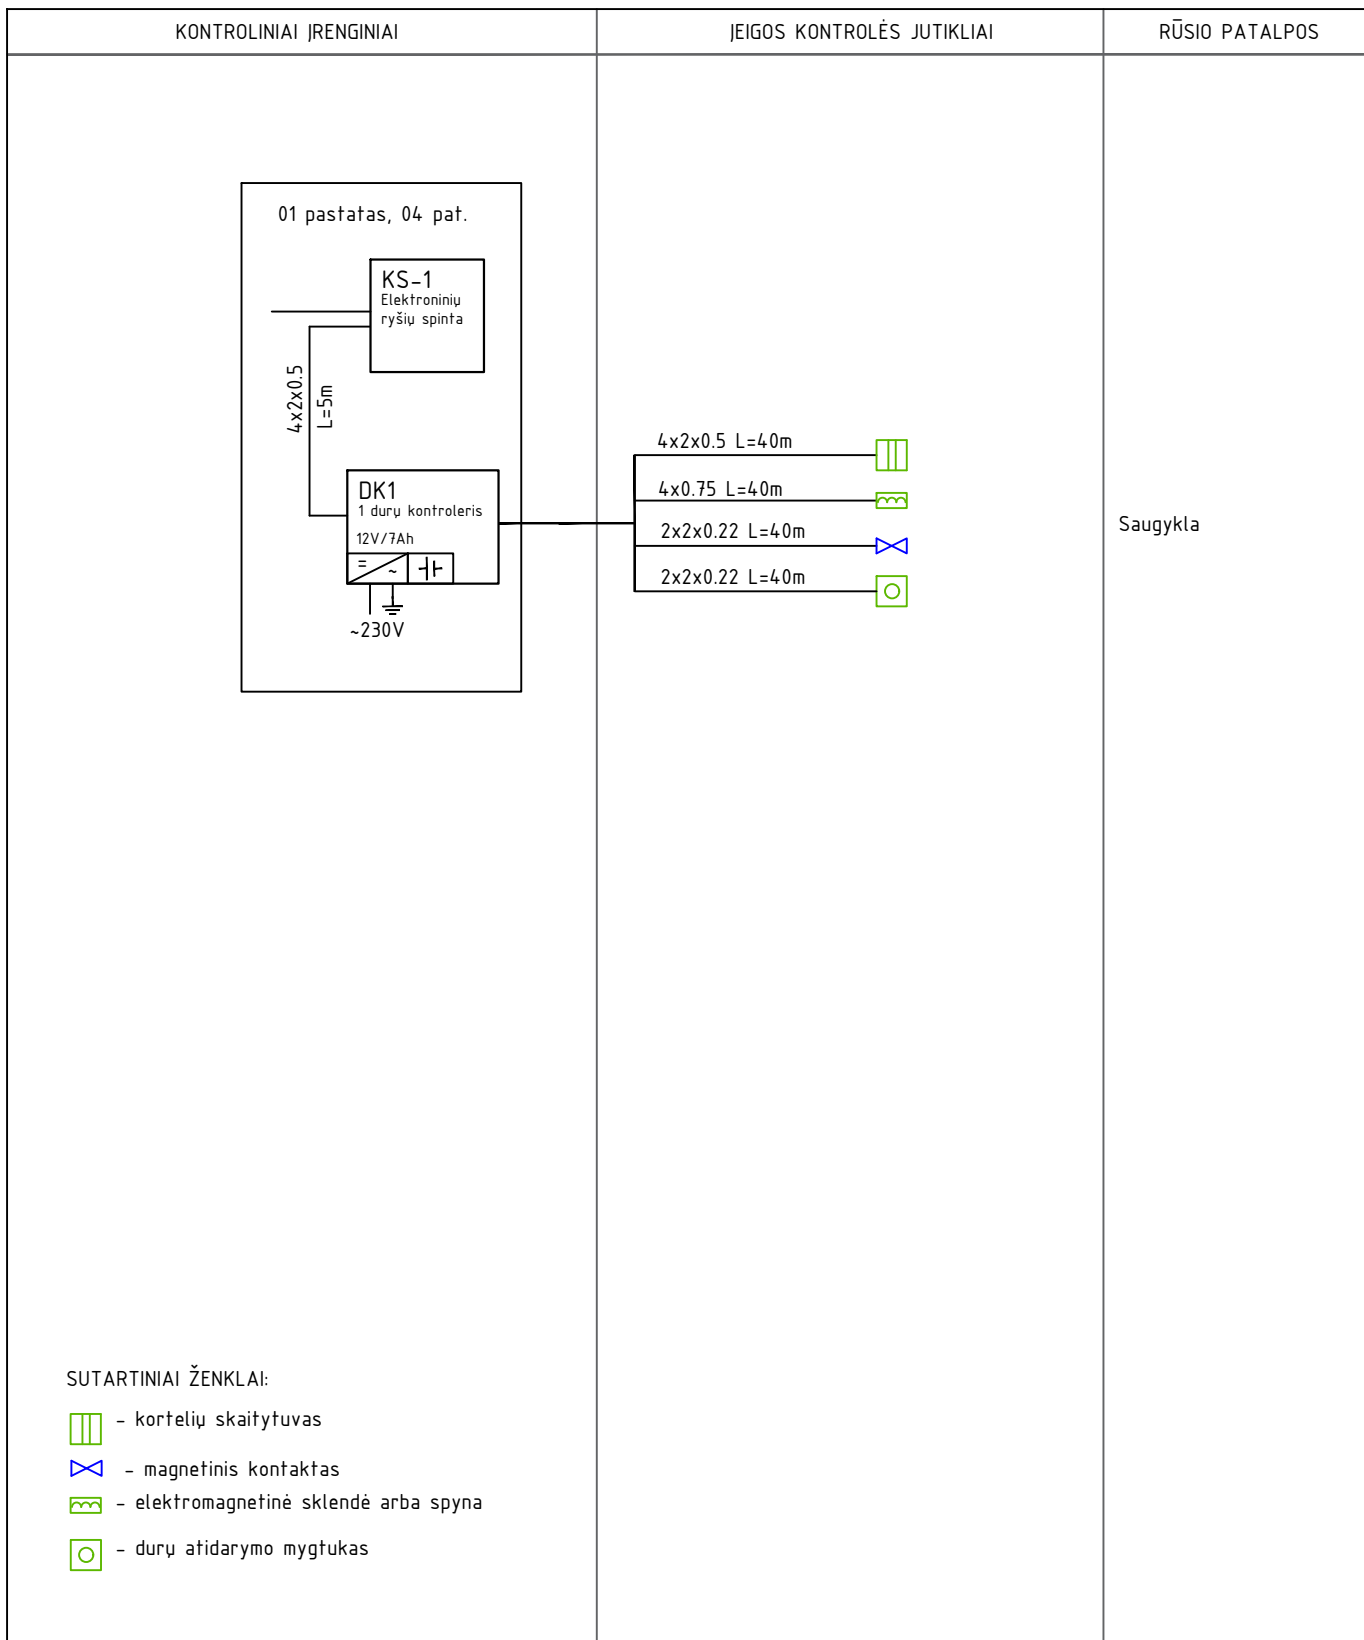 KONTROLINIAI ĮRENGINIAI
ĮEIGOS KONTROLĖS JUTIKLIAI
RŪSIO PATALPOS
01 pastatas, 04 pat.
KS-1
Elektroninių
ryšių spinta
4x2x0.5
L=5m
DK1
1 durų kontroleris
12V/7Ah
= ~
~230V
4x2x0.5 L=40m
4x0.75 L=40m
2x2x0.22 L=40m
2x2x0.22 L=40m
Saugykla
SUTARTINIAI ŽENKLAI:
- kortelių skaitytuvas
- magnetinis kontaktas
- elektromagnetinė sklendė arba spyna
- durų atidarymo mygtukas